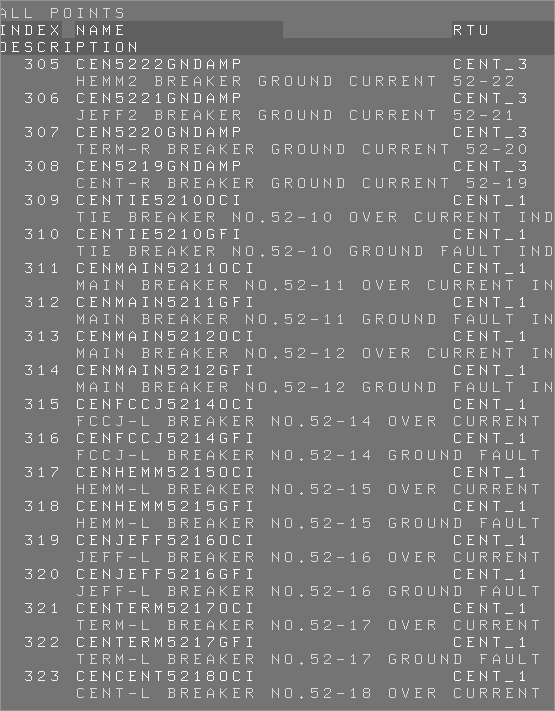 ALL POINTS
INDEX NAME RTU
DESCRIPTION
305 CEN5222GNDAMP CENT_3
HEMM2 BREAKER GROUND CURRENT 52-22
306 CEN5221GNDAMP CENT_3
JEFF2 BREAKER GROUND CURRENT 52-21
307 CEN5220GNDAMP CENT_3
TERM-R BREAKER GROUND CURRENT 52-20
308 CEN5219GNDAMP CENT_3
CENT-R BREAKER GROUND CURRENT 52-19
309 CENTIE5210OCI CENT_1
TIE BREAKER NO.52-10 OVER CURRENT IND
310 CENTIE5210GFI CENT_1
TIE BREAKER NO.52-10 GROUND FAULT IND
311 CENMAIN5211OCI CENT_1
MAIN BREAKER NO.52-11 OVER CURRENT IN
312 CENMAIN5211GFI CENT_1
MAIN BREAKER NO.52-11 GROUND FAULT IN
313 CENMAIN5212OCI CENT_1
MAIN BREAKER NO.52-12 OVER CURRENT IN
314 CENMAIN5212GFI CENT_1
MAIN BREAKER NO.52-12 GROUND FAULT IN
315 CENFCCJ5214OCI CENT_1
FCCJ-L BREAKER NO.52-14 OVER CURRENT
316 CENFCCJ5214GFI CENT_1
FCCJ-L BREAKER NO.52-14 GROUND FAULT
317 CENHEMM5215OCI CENT_1
HEMM-L BREAKER NO.52-15 OVER CURRENT
318 CENHEMM5215GFI CENT_1
HEMM-L BREAKER NO.52-15 GROUND FAULT
319 CENJEFF5216OCI CENT_1
JEFF-L BREAKER NO.52-16 OVER CURRENT
320 CENJEFF5216GFI CENT_1
JEFF-L BREAKER NO.52-16 GROUND FAULT
321 CENTERM5217OCI CENT_1
TERM-L BREAKER NO.52-17 OVER CURRENT
322 CENTERM5217GFI CENT_1
TERM-L BREAKER NO.52-17 GROUND FAULT
323 CENCENT5218OCI CENT_1
CENT-L BREAKER NO.52-18 OVER CURRENT